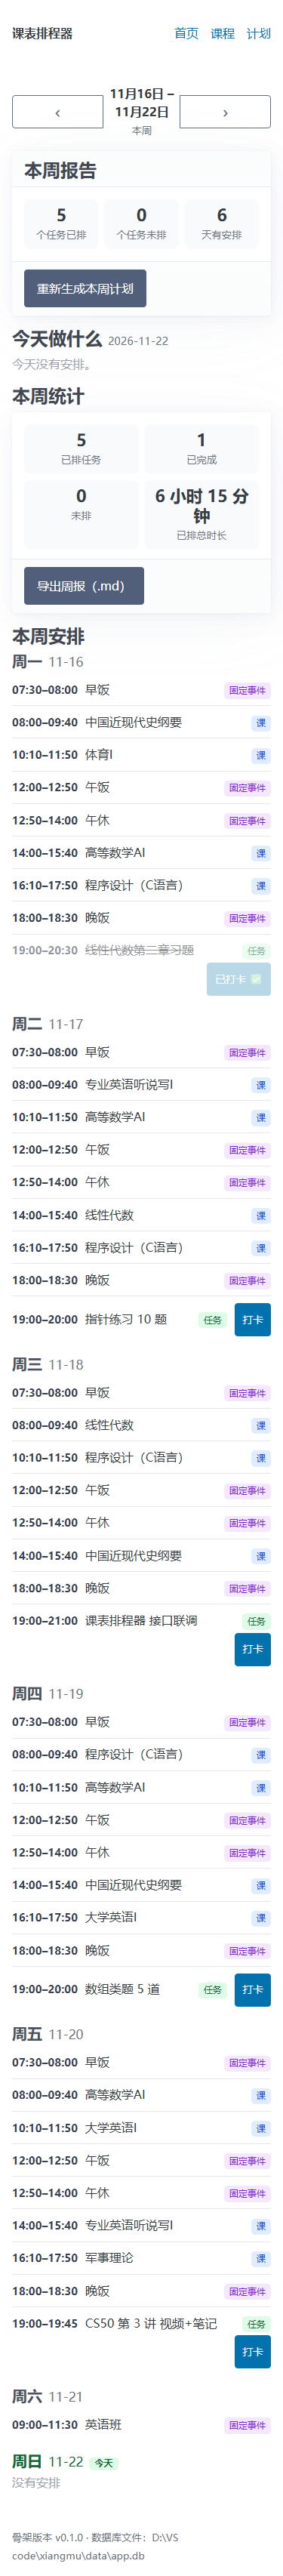 课表排程器 首页 课程 计划
‹ 11月16日 – ›
11月22日
本周
本周报告
5 0 6
个任务已排 个任务未排 天有安排
重新生成本周计划
今天做什么 2026-11-22
今天没有安排。
本周统计
5 1
已排任务 已完成
0 6 小时 15 分
钟
未排 已排总时长
导出周报（.md）
本周安排
周一 11-16
07:30–08:00 早饭 固定事件
08:00–09:40 中国近现代史纲要 课
10:10–11:50 体育I 课
12:00–12:50 午饭 固定事件
12:50–14:00 午休 固定事件
14:00–15:40 高等数学AI 课
16:10–17:50 程序设计（C语言） 课
18:00–18:30 晚饭 固定事件
19:00–20:30 线性代数第三章习题 任务
已打卡 ✅
周二 11-17
07:30–08:00 早饭 固定事件
08:00–09:40 专业英语听说写I 课
10:10–11:50 高等数学AI 课
12:00–12:50 午饭 固定事件
12:50–14:00 午休 固定事件
14:00–15:40 线性代数 课
16:10–17:50 程序设计（C语言） 课
18:00–18:30 晚饭 固定事件
19:00–20:00 指针练习 10 题 任务 打卡
周三 11-18
07:30–08:00 早饭 固定事件
08:00–09:40 线性代数 课
10:10–11:50 程序设计（C语言） 课
12:00–12:50 午饭 固定事件
12:50–14:00 午休 固定事件
14:00–15:40 中国近现代史纲要 课
18:00–18:30 晚饭 固定事件
19:00–21:00 课表排程器 接口联调 任务
打卡
周四 11-19
07:30–08:00 早饭 固定事件
08:00–09:40 程序设计（C语言） 课
10:10–11:50 高等数学AI 课
12:00–12:50 午饭 固定事件
12:50–14:00 午休 固定事件
14:00–15:40 中国近现代史纲要 课
16:10–17:50 大学英语I 课
18:00–18:30 晚饭 固定事件
19:00–20:00 数组类题 5 道 任务 打卡
周五 11-20
07:30–08:00 早饭 固定事件
08:00–09:40 高等数学AI 课
10:10–11:50 大学英语I 课
12:00–12:50 午饭 固定事件
12:50–14:00 午休 固定事件
14:00–15:40 专业英语听说写I 课
16:10–17:50 军事理论 课
18:00–18:30 晚饭 固定事件
19:00–19:45 CS50 第 3 讲 视频+笔记 任务
打卡
周六 11-21
09:00–11:30 英语班 固定事件
周日 11-22 今天
没有安排
骨架版本 v0.1.0 · 数据库文件：D:\VS
code\xiangmu\data\app.db